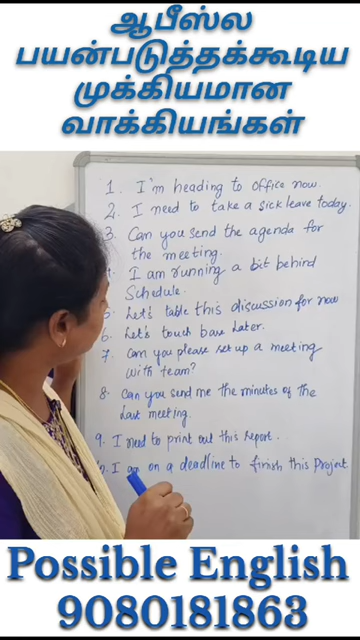 ஆபீஸ்ல
பயன்படுத்தக்கூடிய
முக்கியமான
வாக்கியங்கள்
1. I'm heading to office now.
2. I need to take a sick leave today.
3. Can you send the agenda for
the meeting.
I am running a bit behind
Schedule.
5. Let's table this discussion for now
6. Let's touch base Later.
7. Can you please set up a meeting
with team?
8. Can you send me the minutes of the
Last meeting.
9. I need to print out this report.
I am on a deadline to finish this Project.
Possible English
9080181863